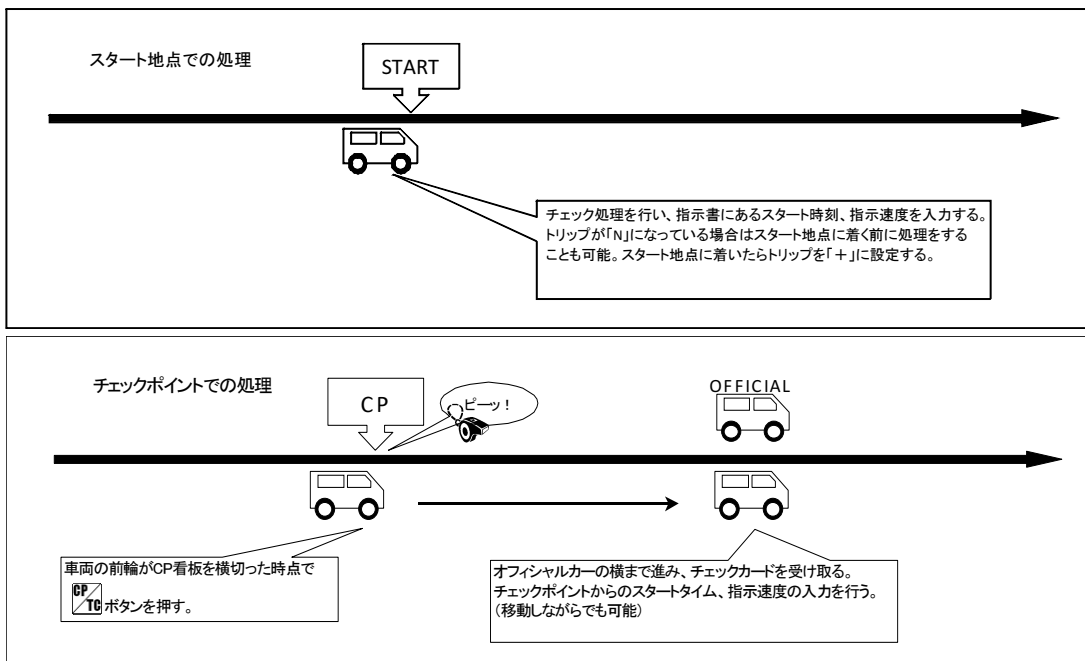 スタート地点での処理
START
チェック処理を行い、指示書にあるスタート時刻、指示速度を入力する。
トリップが「N」になっている場合はスタート地点に着く前に処理をする
ことも可能。スタート地点に着いたらトリップを「＋」に設定する。
チェックポイントでの処理
CP
ピーッ！
OFFICIAL
車両の前輪がCP看板を横切った時点で
CP/TC ボタンを押す。
オフィシャルカーの横まで進み、チェックカードを受け取る。
チェックポイントからのスタートタイム、指示速度の入力を行う。
（移動しながらでも可能）